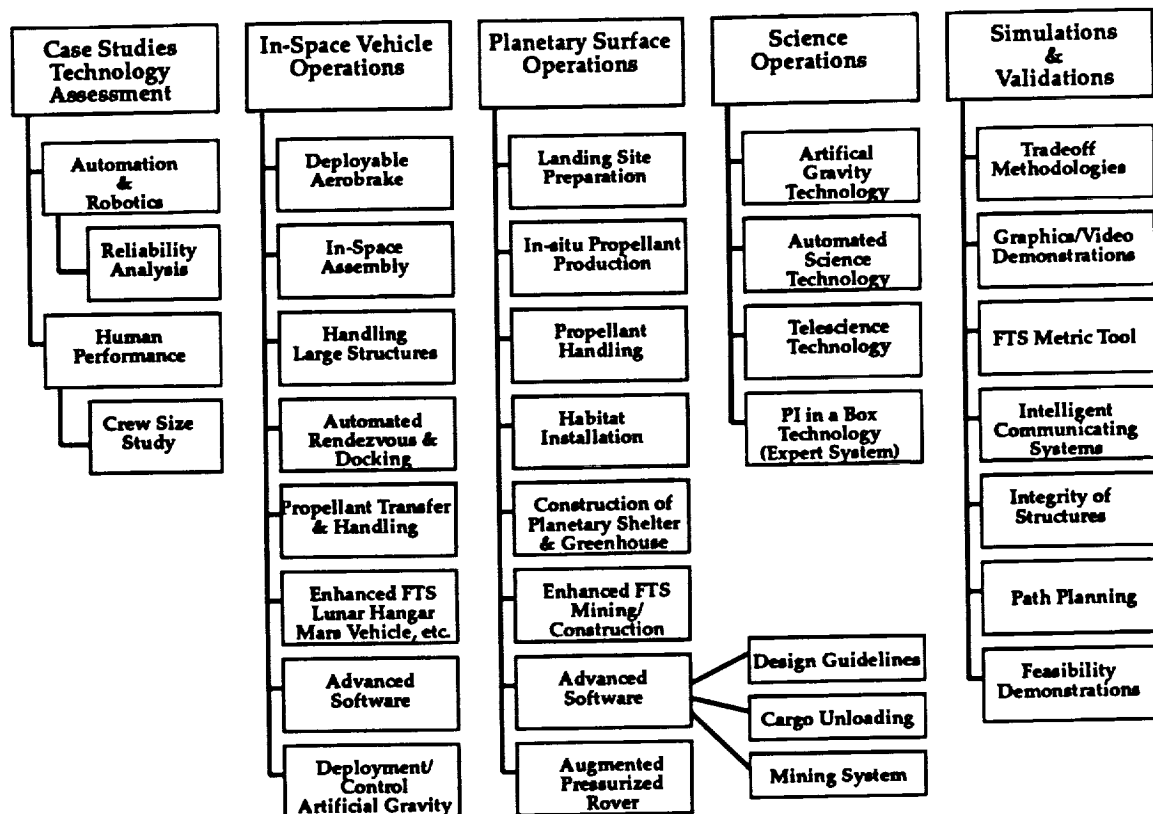 Case Studies
Technology
Assessment
Automation
&
Robotics
Reliability
Analysis
Human
Performance
Crew Size
Study
In-Space Vehicle
Operations
Deployable
Aerobrake
In-Space
Assembly
Handling
Large Structures
Automated
Rendezvous &
Docking
Propellant Transfer
& Handling
Enhanced FTS
Lunar Hangar
Mars Vehicle, etc.
Advanced
Software
Deployment/
Control
Artificial Gravity
Planetary Surface
Operations
Landing Site
Preparation
In-situ Propellant
Production
Propellant
Handling
Habitat
Installation
Construction of
Planetary Shelter
& Greenhouse
Enhanced FTS
Mining/
Construction
Advanced
Software
Design Guidelines
Cargo Unloading
Mining System
Augmented
Pressurized
Rover
Science
Operations
Artifical
Gravity
Technology
Automated
Science
Technology
Telescience
Technology
PI in a Box
Technology
(Expert System)
Simulations
&
Validations
Tradeoff
Methodologies
Graphics/Video
Demonstrations
FTS Metric Tool
Intelligent
Communicating
Systems
Integrity of
Structures
Path Planning
Feasibility
Demonstrations